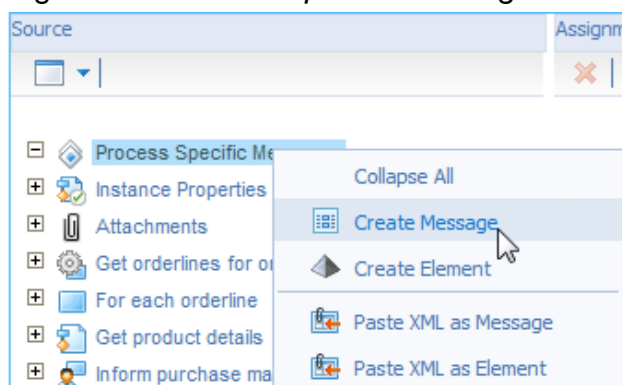 Source
Assignm
Process Specific Me
Collapse All
Instance Properties
Create Message
Attachments
Create Element
Get orderlines for or
For each orderline
Paste XML as Message
Get product details
Paste XML as Element
Inform purchase ma